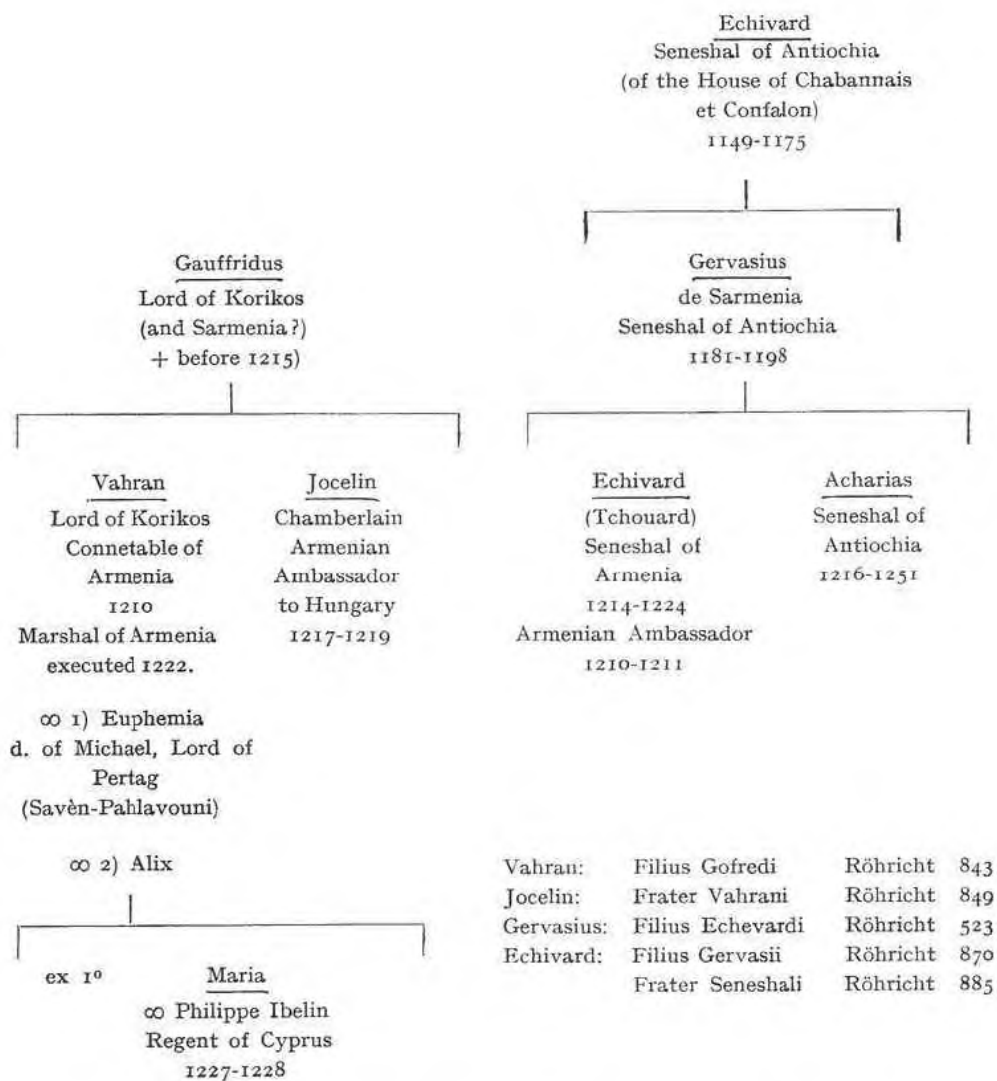 Echivard
Seneshal of Antiochia
(of the House of Chabannais
et Confalon)
1149-1175
Gauffridus
Lord of Korikos
(and Sarmenia?)
+ before 1215)
Gervasius
de Sarmenia
Seneshal of Antiochia
1181-1198
Vahran
Lord of Korikos
Connetable of
Armenia
1210
Marshal of Armenia
executed 1222.
Jocelin
Chamberlain
Armenian
Ambassador
to Hungary
1217-1219
Echivard
(Tchouard)
Seneshal of
Armenia
1214-1224
Armenian Ambassador
1210-1211
Acharias
Seneshal of
Antiochia
1216-1251
∞ 1) Euphemia
d. of Michael, Lord of
Pertag
(Savèn-Pahlavouni)
∞ 2) Alix
ex 1º
Maria
∞ Philippe Ibelin
Regent of Cyprus
1227-1228
Vahran: Filius Gofredi Röhricht 843
Jocelin: Frater Vahrani Röhricht 849
Gervasius: Filius Echevardi Röhricht 523
Echivard: Filius Gervasii Röhricht 870
Frater Seneshali Röhricht 885